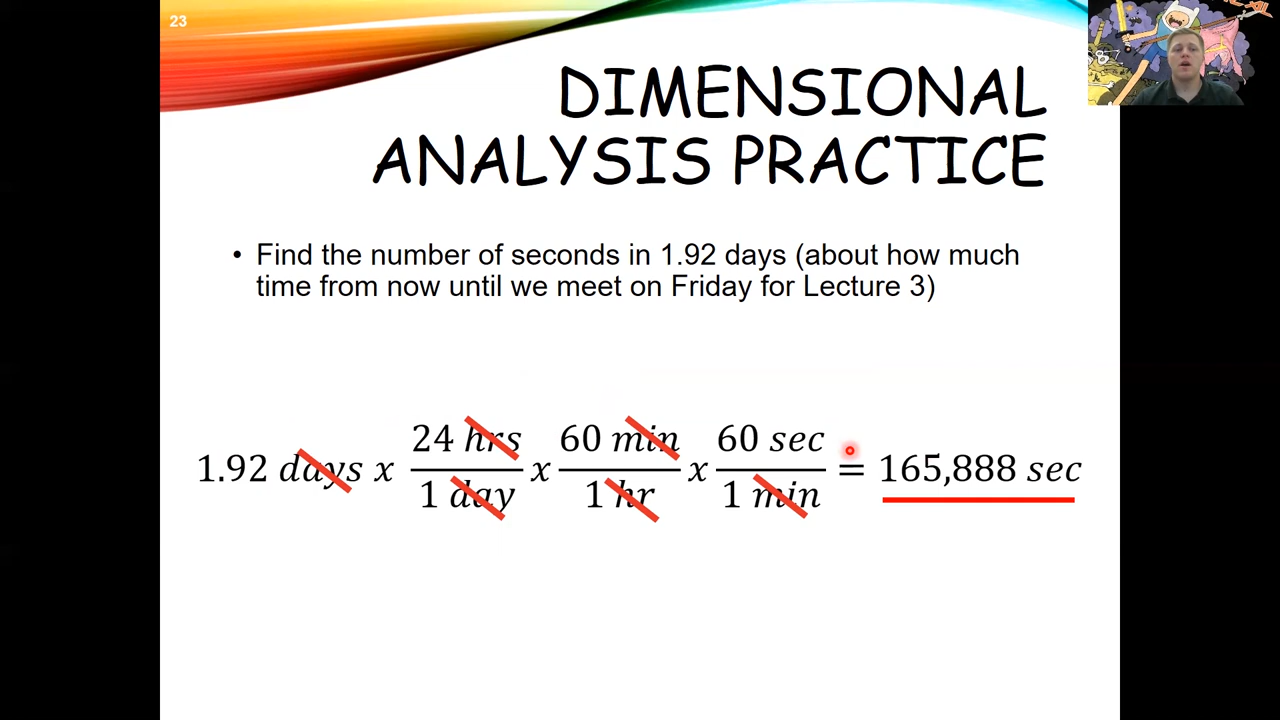 23
DIMENSIONAL
ANALYSIS PRACTICE
• Find the number of seconds in 1.92 days (about how much
time from now until we meet on Friday for Lecture 3)
1.92 days x 24 hrs / 1 day x 60 min / 1 hr x 60 sec / 1 min = 165,888 sec